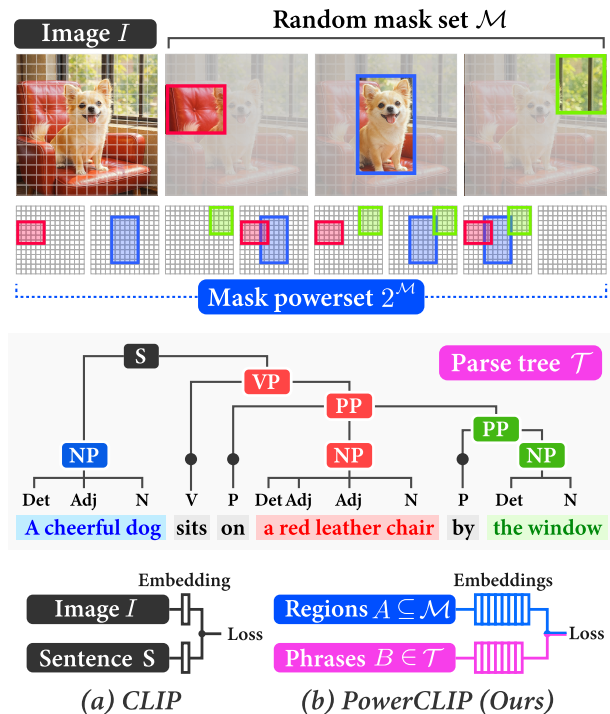 Image I
Random mask set ℳ
Mask powerset 2^ℳ
Parse tree 𝒯
S
VP
PP
PP
NP
NP
NP
Det Adj N V P Det Adj Adj N P Det N
A cheerful dog sits on a red leather chair by the window
Embedding
Image I
Loss
Sentence S
(a) CLIP
Embeddings
Regions A ⊆ ℳ
Loss
Phrases B ∈ 𝒯
(b) PowerCLIP (Ours)